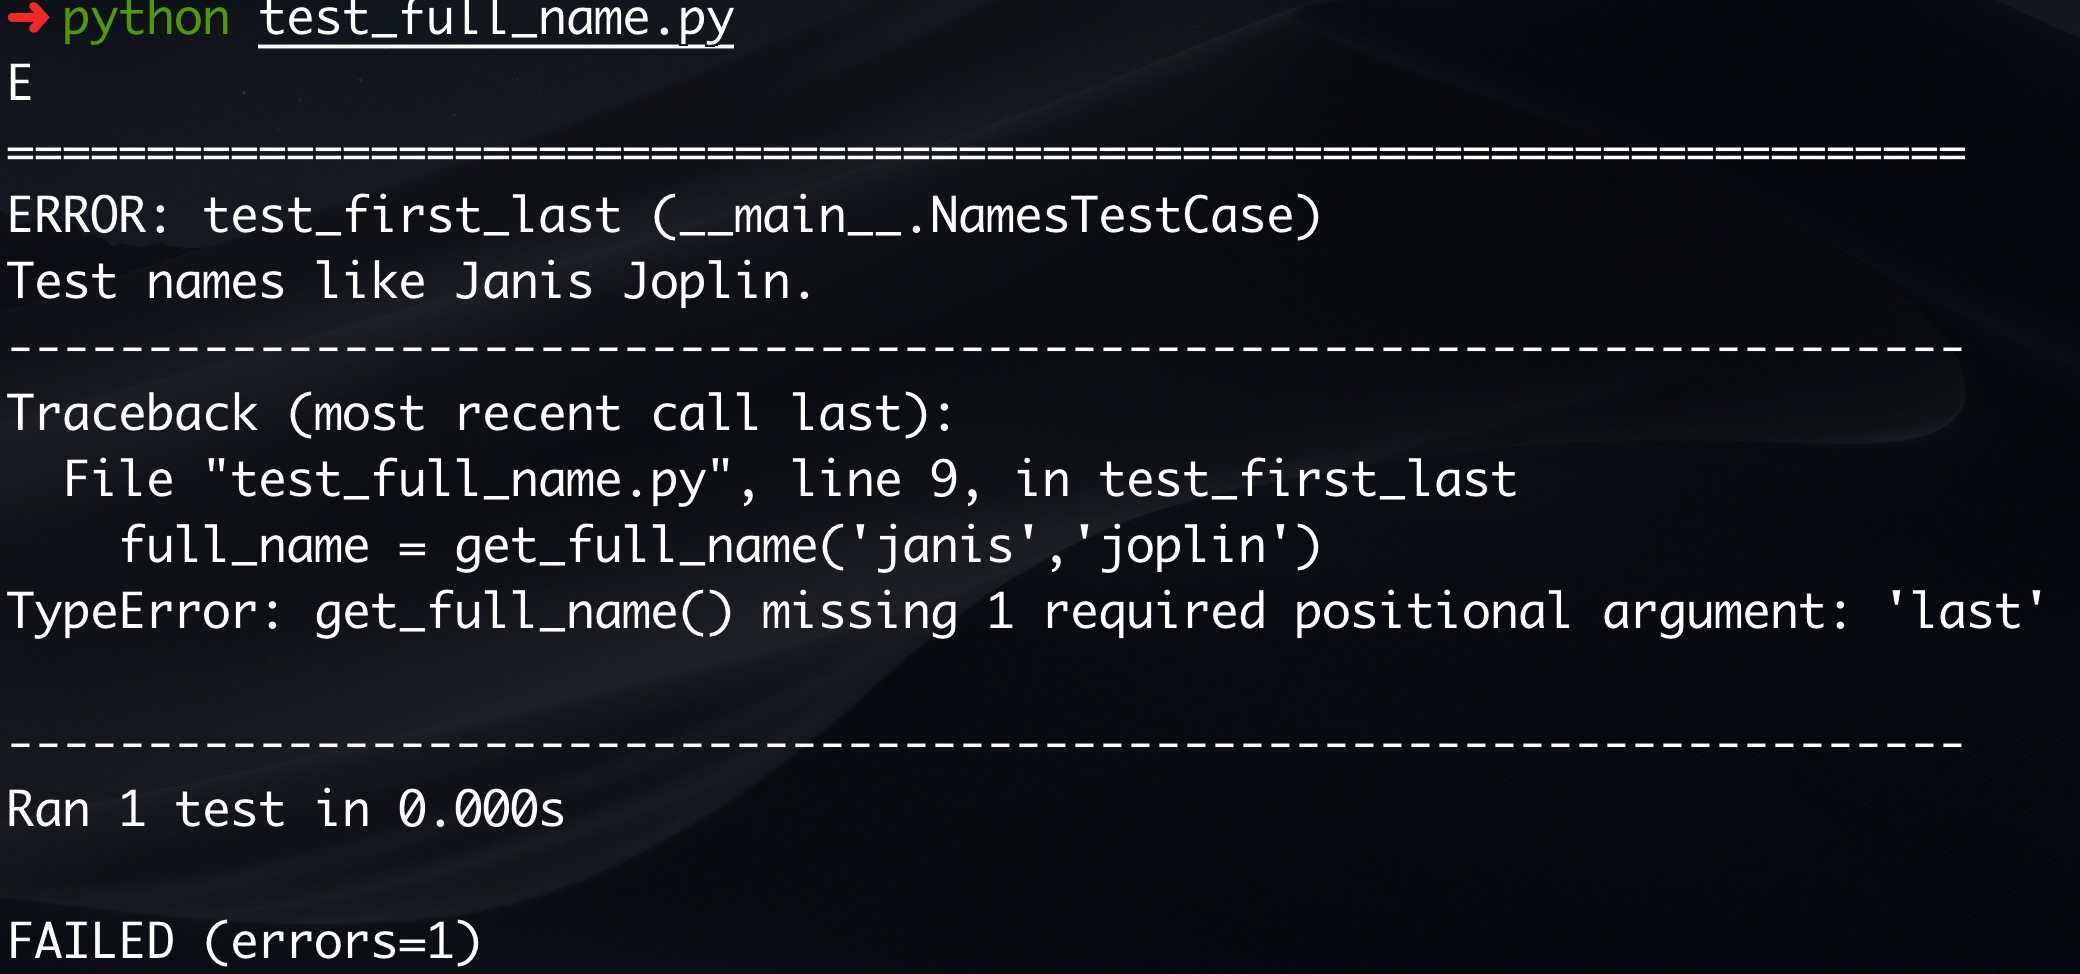 ➜ python test_full_name.py
E
======================================================================
ERROR: test_first_last (__main__.NamesTestCase)
Test names like Janis Joplin.
----------------------------------------------------------------------
Traceback (most recent call last):
  File "test_full_name.py", line 9, in test_first_last
    full_name = get_full_name('janis','joplin')
TypeError: get_full_name() missing 1 required positional argument: 'last'
----------------------------------------------------------------------
Ran 1 test in 0.000s
FAILED (errors=1)